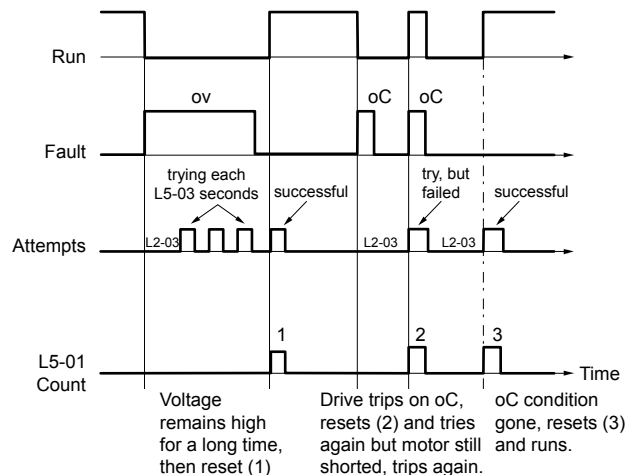 Run
ov
oC
oC
Fault
trying each
L5-03 seconds
successful
try, but
failed
successful
Attempts
L2-03
L2-03
L2-03
1
2
3
L5-01
Count
Time
Voltage
remains high
for a long time,
then reset (1)
Drive trips on oC,
resets (2) and tries
again but motor still
shorted, trips again.
oC condition
gone, resets (3)
and runs.